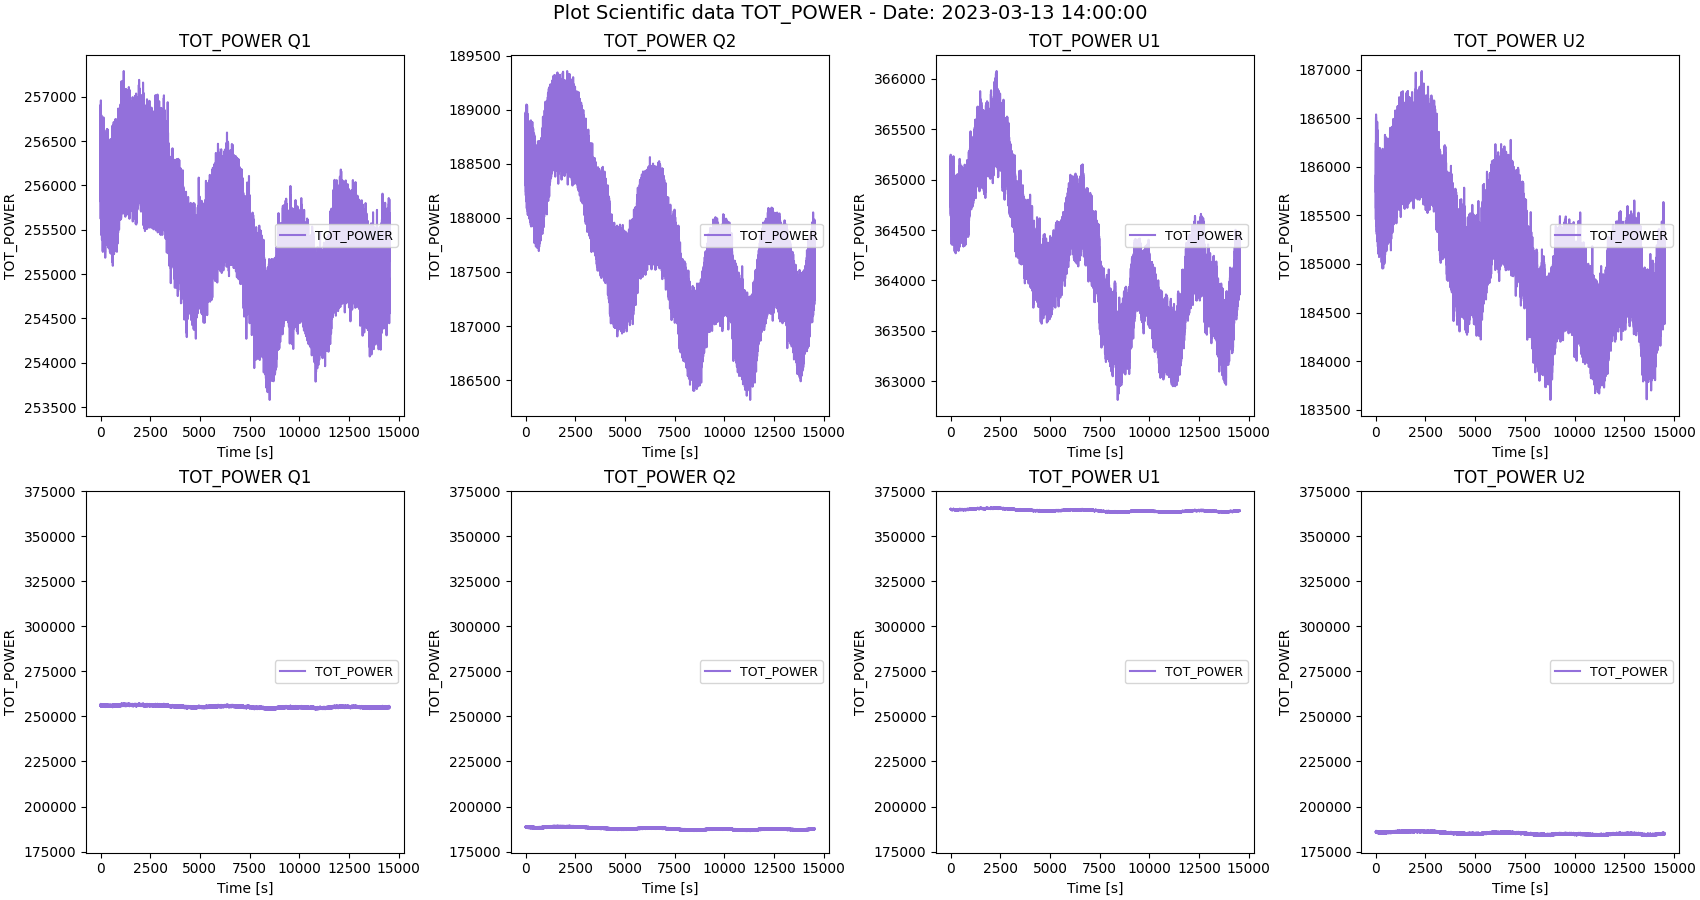 Plot Scientific data TOT_POWER - Date: 2023-03-13 14:00:00
TOT_POWER Q1
TOT_POWER
257000
256500
256000
255500
255000
254500
254000
253500
TOT_POWER
0 2500 5000 7500 10000 12500 15000
Time [s]
TOT_POWER Q2
TOT_POWER
189500
189000
188500
188000
187500
187000
186500
TOT_POWER
0 2500 5000 7500 10000 12500 15000
Time [s]
TOT_POWER U1
TOT_POWER
366000
365500
365000
364500
364000
363500
363000
TOT_POWER
0 2500 5000 7500 10000 12500 15000
Time [s]
TOT_POWER U2
TOT_POWER
187000
186500
186000
185500
185000
184500
184000
183500
TOT_POWER
0 2500 5000 7500 10000 12500 15000
Time [s]
TOT_POWER Q1
TOT_POWER
375000
350000
325000
300000
275000
250000
225000
200000
175000
TOT_POWER
0 2500 5000 7500 10000 12500 15000
Time [s]
TOT_POWER Q2
TOT_POWER
375000
350000
325000
300000
275000
250000
225000
200000
175000
TOT_POWER
0 2500 5000 7500 10000 12500 15000
Time [s]
TOT_POWER U1
TOT_POWER
375000
350000
325000
300000
275000
250000
225000
200000
175000
TOT_POWER
0 2500 5000 7500 10000 12500 15000
Time [s]
TOT_POWER U2
TOT_POWER
375000
350000
325000
300000
275000
250000
225000
200000
175000
TOT_POWER
0 2500 5000 7500 10000 12500 15000
Time [s]